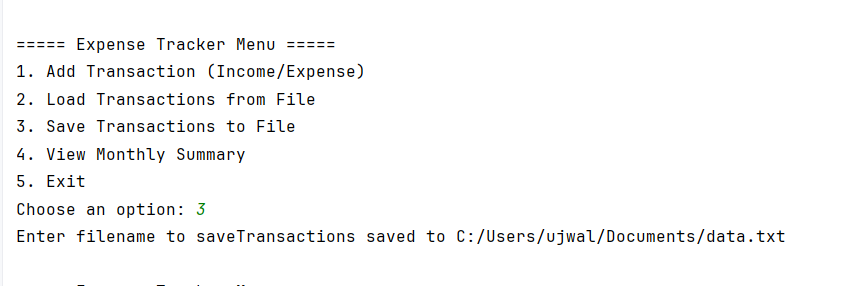 ===== Expense Tracker Menu =====
1. Add Transaction (Income/Expense)
2. Load Transactions from File
3. Save Transactions to File
4. View Monthly Summary
5. Exit
Choose an option: 3
Enter filename to saveTransactions saved to C:/Users/ujwal/Documents/data.txt